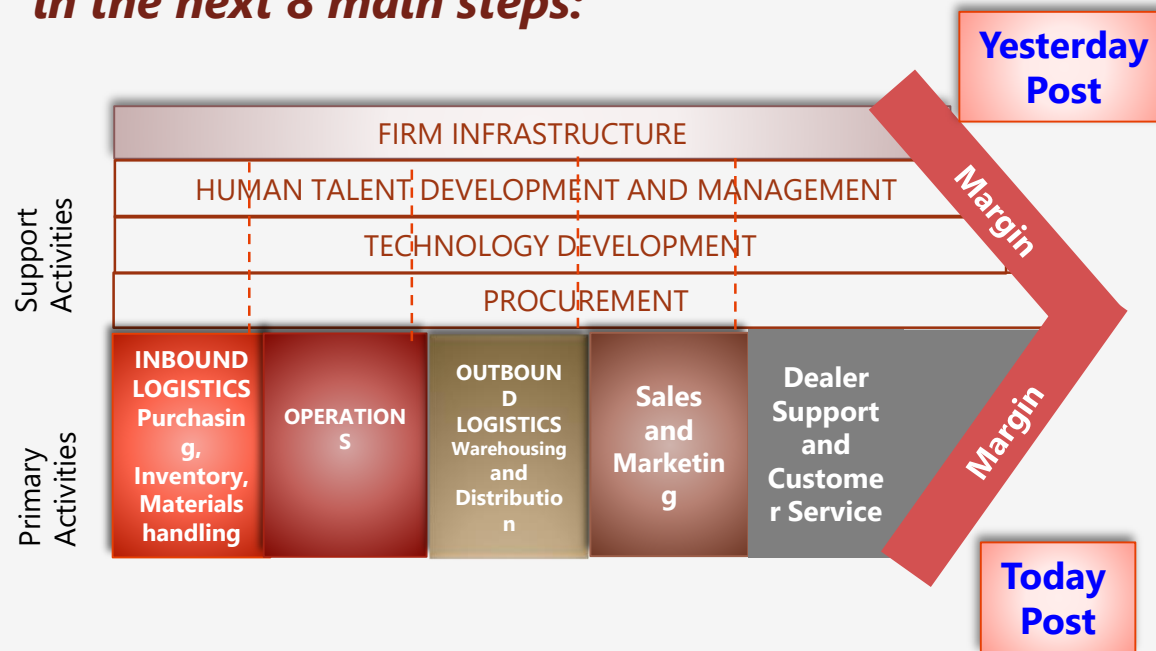 in the next 8 main steps:
Yesterday
Post
FIRM INFRASTRUCTURE
HUMAN TALENT DEVELOPMENT AND MANAGEMENT
TECHNOLOGY DEVELOPMENT
PROCUREMENT
Support
Activities
Margin
INBOUND
LOGISTICS
Purchasin
g,
Inventory,
Materials
handling
OPERATION
S
OUTBOUN
D
LOGISTICS
Warehousing
and
Distributio
n
Sales
and
Marketin
g
Dealer
Support
and
Custome
r Service
Margin
Primary
Activities
Today
Post